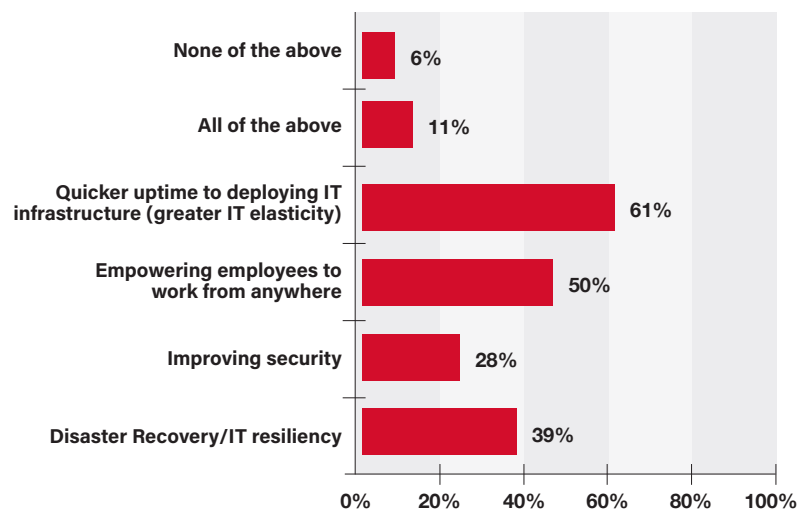 None of the above
6%
All of the above
11%
Quicker uptime to deploying IT
infrastructure (greater IT elasticity)
61%
Empowering employees to
work from anywhere
50%
Improving security
28%
Disaster Recovery/IT resiliency
39%
0% 20% 40% 60% 80% 100%